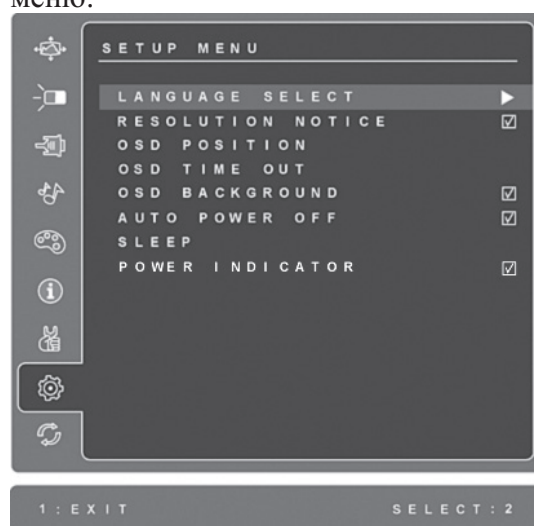 меню.
SETUP MENU
LANGUAGE SELECT
RESOLUTION NOTICE
OSD POSITION
OSD TIME OUT
OSD BACKGROUND
AUTO POWER OFF
SLEEP
POWER INDICATOR
1:EXIT SELECT:2